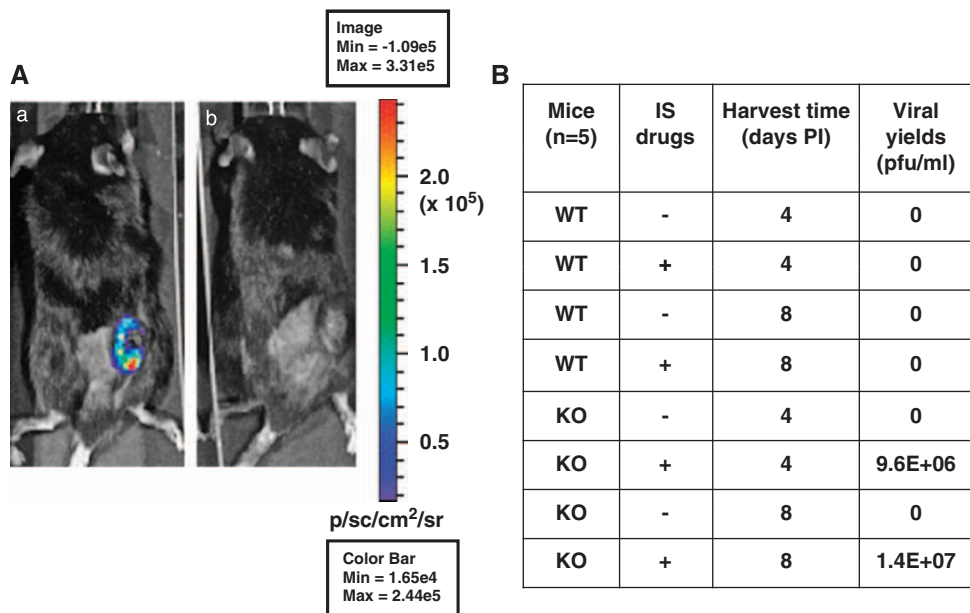 A
Image
Min = -1.09e5
Max = 3.31e5
a
b
2.0
(x 10⁵)
1.5
1.0
0.5
p/sc/cm²/sr
Color Bar
Min = 1.65e4
Max = 2.44e5
B
Mice (n=5) IS drugs Harvest time (days PI) Viral yields (pfu/ml)
WT - 4 0
WT + 4 0
WT - 8 0
WT + 8 0
KO - 4 0
KO + 4 9.6E+06
KO - 8 0
KO + 8 1.4E+07